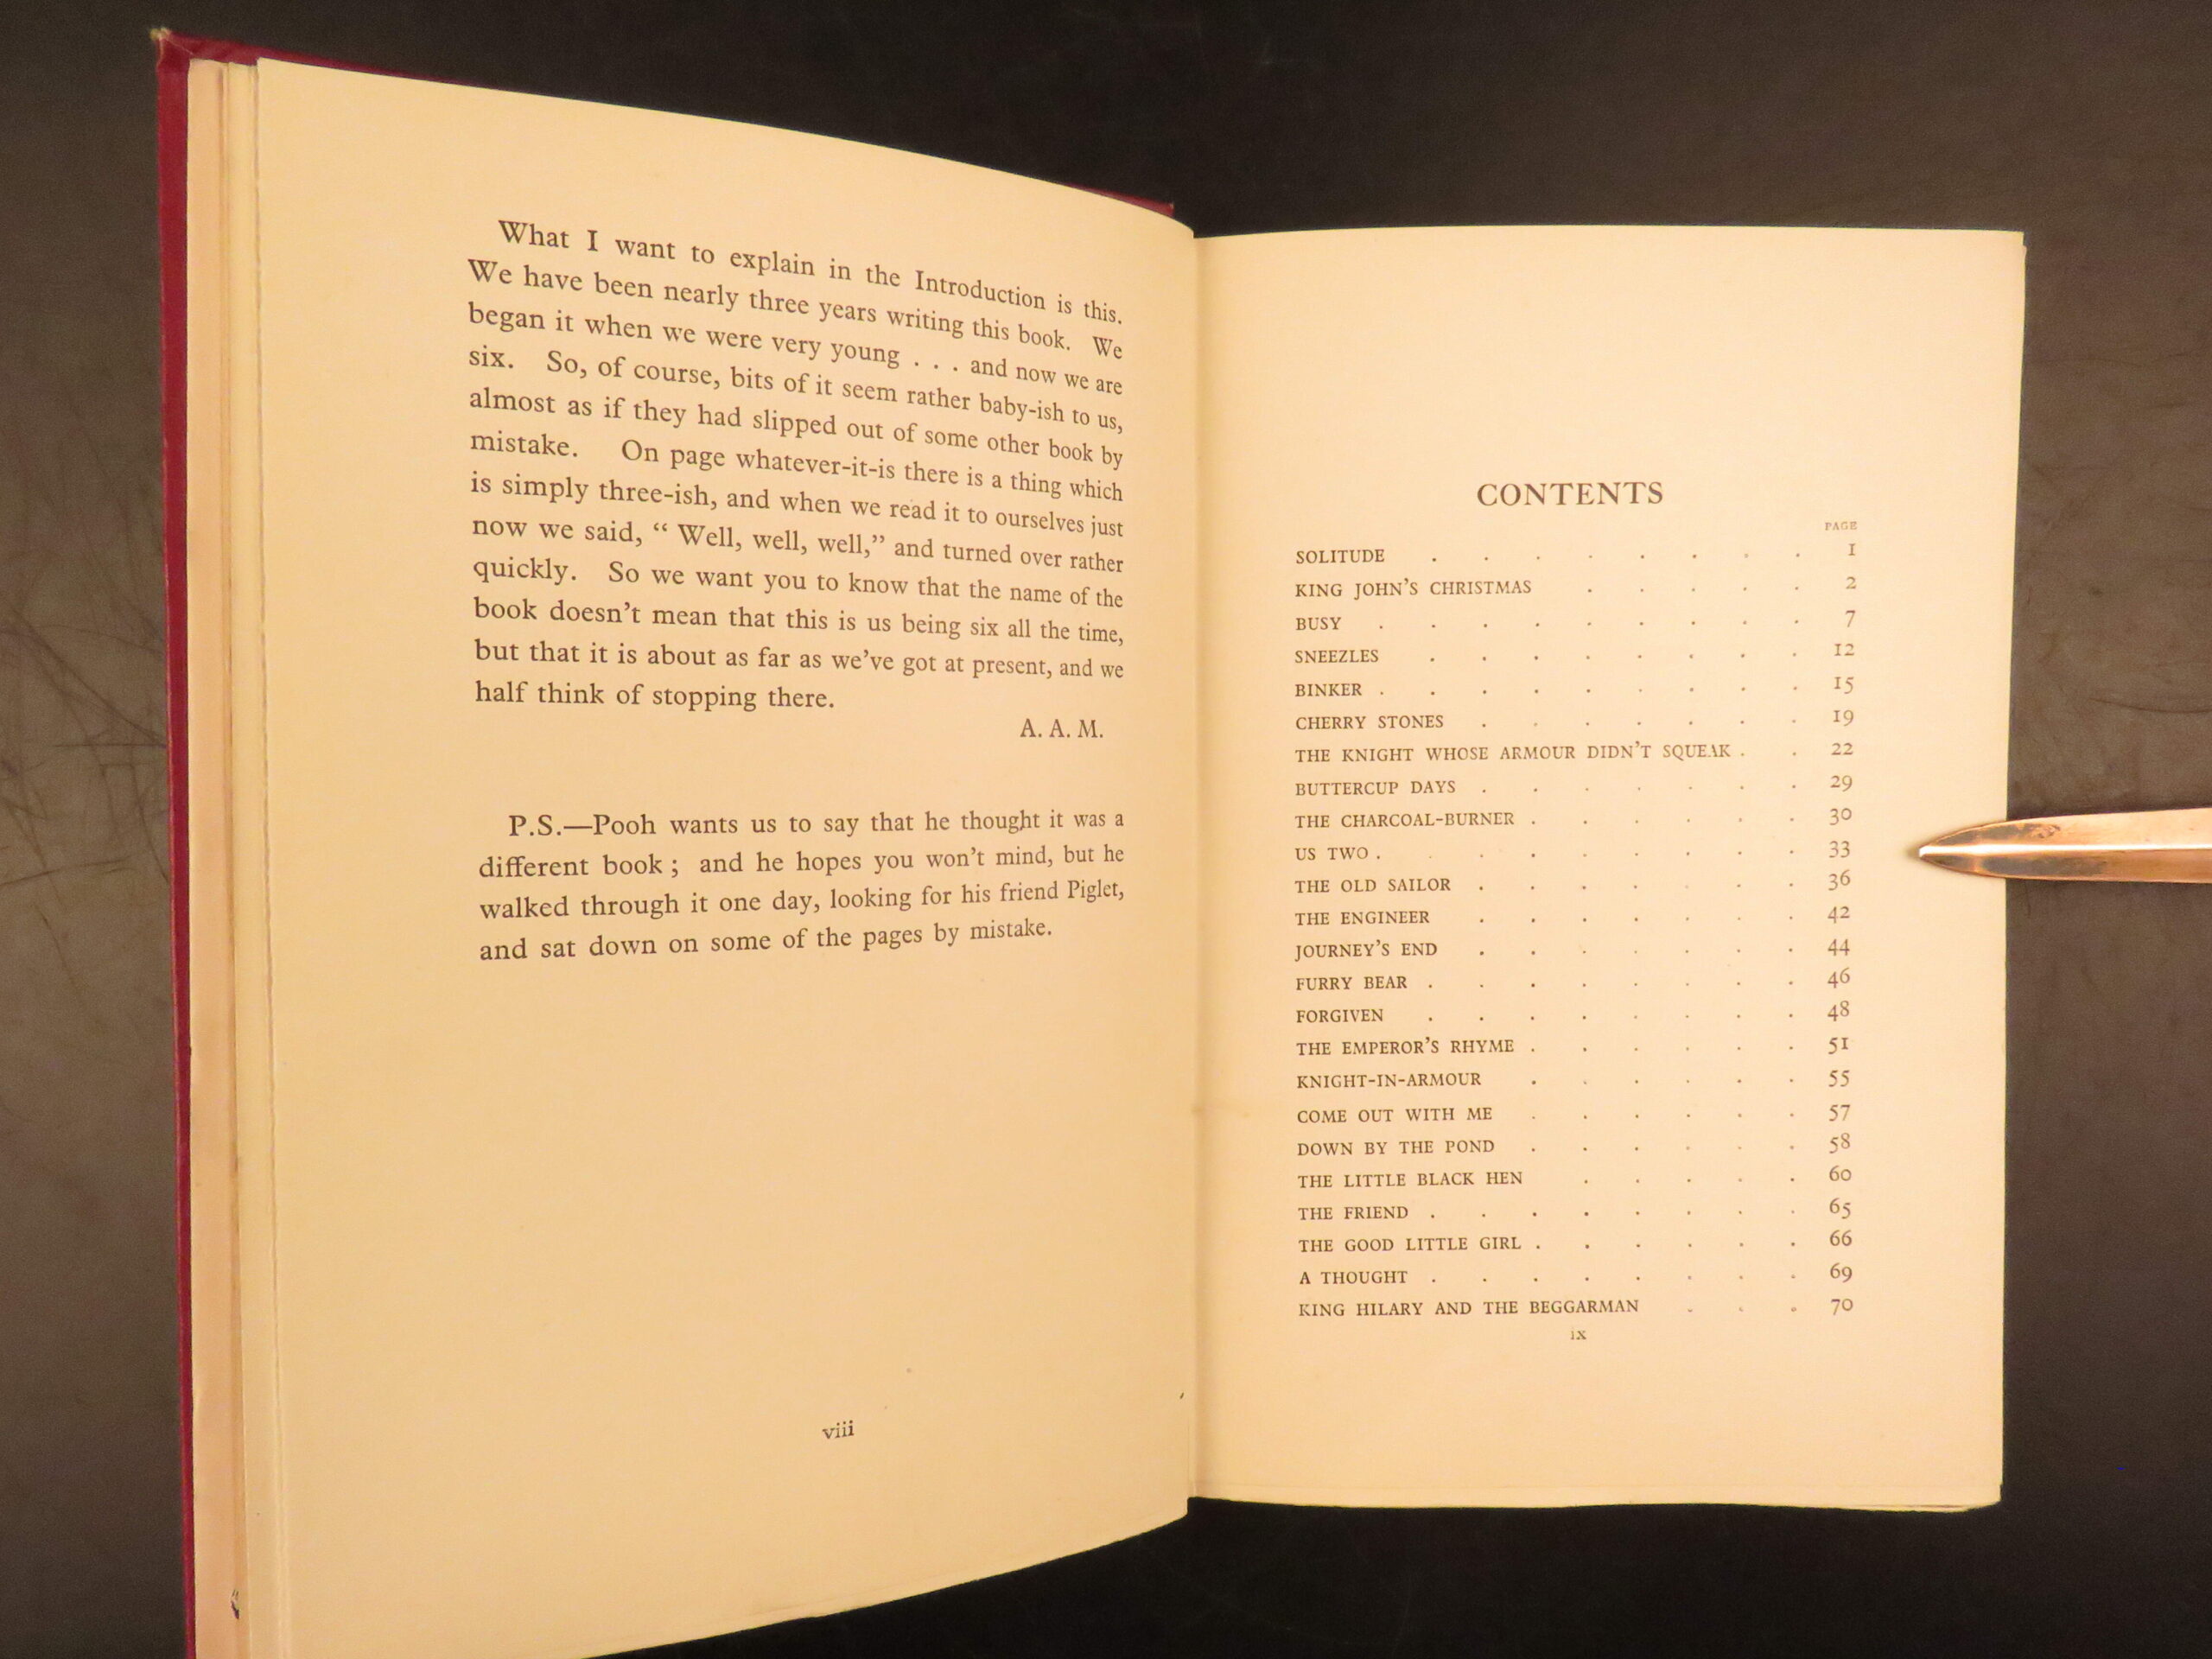 What I want to explain in the Introduction is this.
We have been nearly three years writing this book. We
began it when we were very young . . . and now we are
six. So, of course, bits of it seem rather baby-ish to us,
almost as if they had slipped out of some other book by
mistake. On page whatever-it-is there is a thing which
is simply three-ish, and when we read it to ourselves just
now we said, “ Well, well, well,” and turned over rather
quickly. So we want you to know that the name of the
book doesn’t mean that this is us being six all the time,
but that it is about as far as we’ve got at present, and we
half think of stopping there.
A. A. M.
P.S.—Pooh wants us to say that he thought it was a
different book ; and he hopes you won’t mind, but he
walked through it one day, looking for his friend Piglet,
and sat down on some of the pages by mistake.
viii
CONTENTS
PAGE
SOLITUDE . . . . . . . . 1
KING JOHN’S CHRISTMAS . . . . . 2
BUSY . . . . . . . . . 7
SNEEZLES . . . . . . . . 12
BINKER . . . . . . . . . 15
CHERRY STONES . . . . . . . 19
THE KNIGHT WHOSE ARMOUR DIDN’T SQUEAK . . 22
BUTTERCUP DAYS . . . . . . . 29
THE CHARCOAL-BURNER . . . . . . 30
US TWO . . . . . . . . . 33
THE OLD SAILOR . . . . . . . 36
THE ENGINEER . . . . . . . 42
JOURNEY’S END . . . . . . . 44
FURRY BEAR . . . . . . . . 46
FORGIVEN . . . . . . . . 48
THE EMPEROR’S RHYME . . . . . . 51
KNIGHT-IN-ARMOUR . . . . . . 55
COME OUT WITH ME . . . . . . 57
DOWN BY THE POND . . . . . . 58
THE LITTLE BLACK HEN . . . . . 60
THE FRIEND . . . . . . . . 65
THE GOOD LITTLE GIRL . . . . . . 66
A THOUGHT . . . . . . . . 69
KING HILARY AND THE BEGGARMAN . . . 70
ix